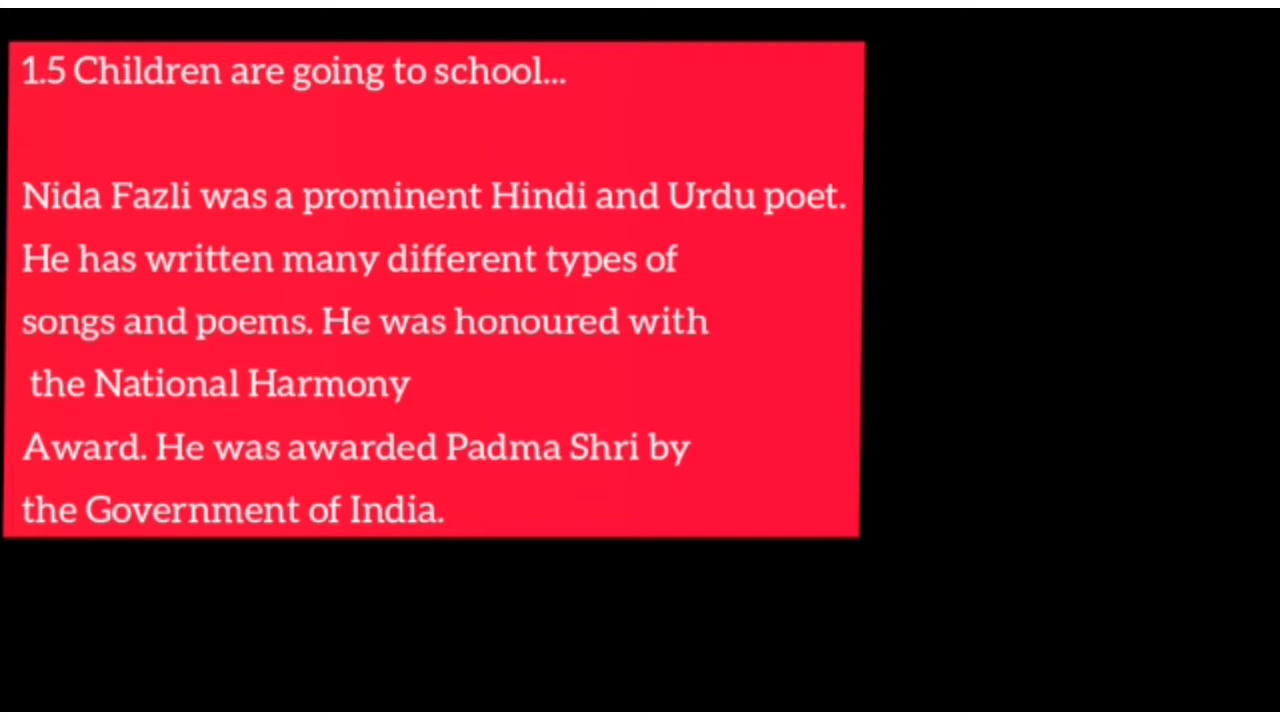 1.5 Children are going to school...
Nida Fazli was a prominent Hindi and Urdu poet.
He has written many different types of
songs and poems. He was honoured with
the National Harmony
Award. He was awarded Padma Shri by
the Government of India.